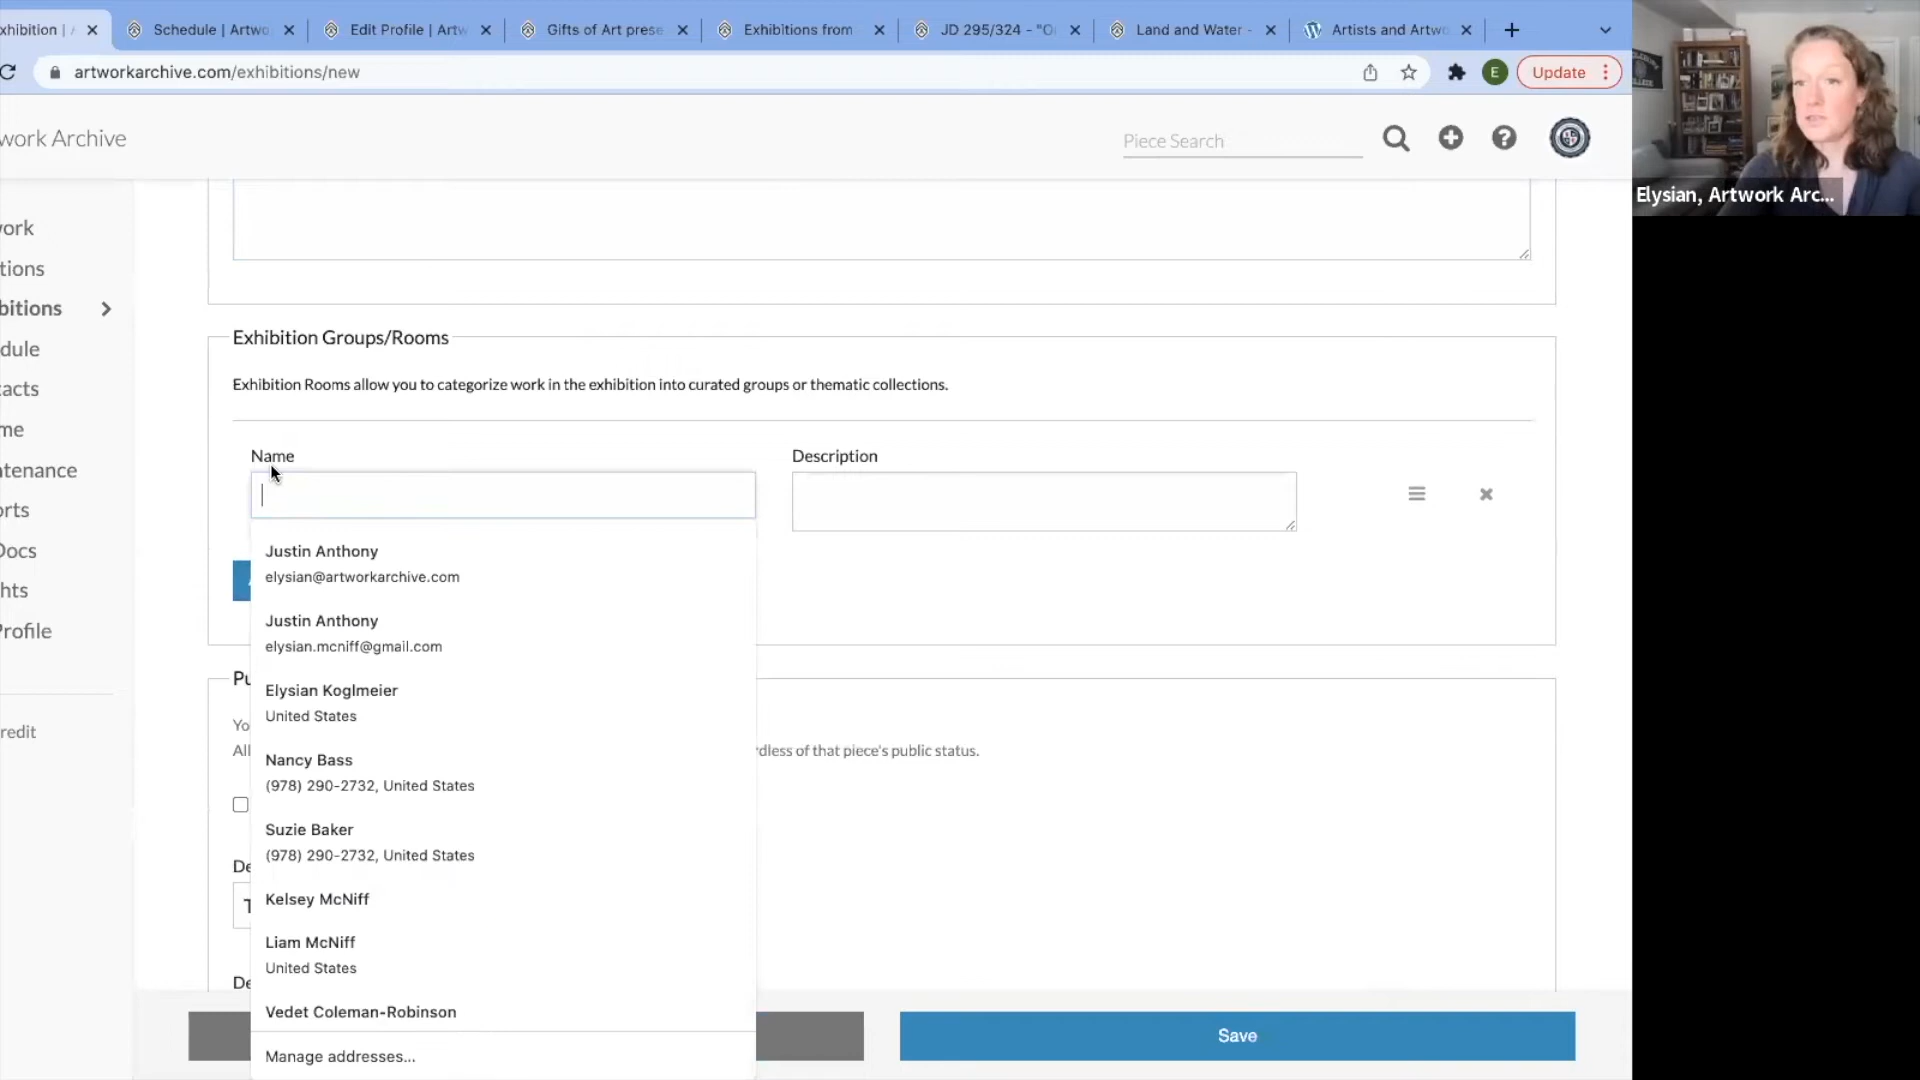 xhibition | A
Schedule | Artwo
Edit Profile | Artw
Gifts of Art prese
Exhibitions from
JD 295/324 - "O
Land and Water -
Artists and Artwo
artworkarchive.com/exhibitions/new
E
Update
work Archive
Piece Search
Elysian, Artwork Arc...
ork
tions
bitions
dule
acts
me
ntenance
orts
Docs
hts
Profile
redit
Exhibition Groups/Rooms
Exhibition Rooms allow you to categorize work in the exhibition into curated groups or thematic collections.
Name
Description
Justin Anthony
elysian@artworkarchive.com
Justin Anthony
elysian.mcniff@gmail.com
Elysian Koglmeier
United States
Nancy Bass
(978) 290-2732, United States
Suzie Baker
(978) 290-2732, United States
Kelsey McNiff
Liam McNiff
United States
Vedet Coleman-Robinson
Manage addresses...
Pu
Yo
All
rdless of that piece's public status.
De
T
De
Save